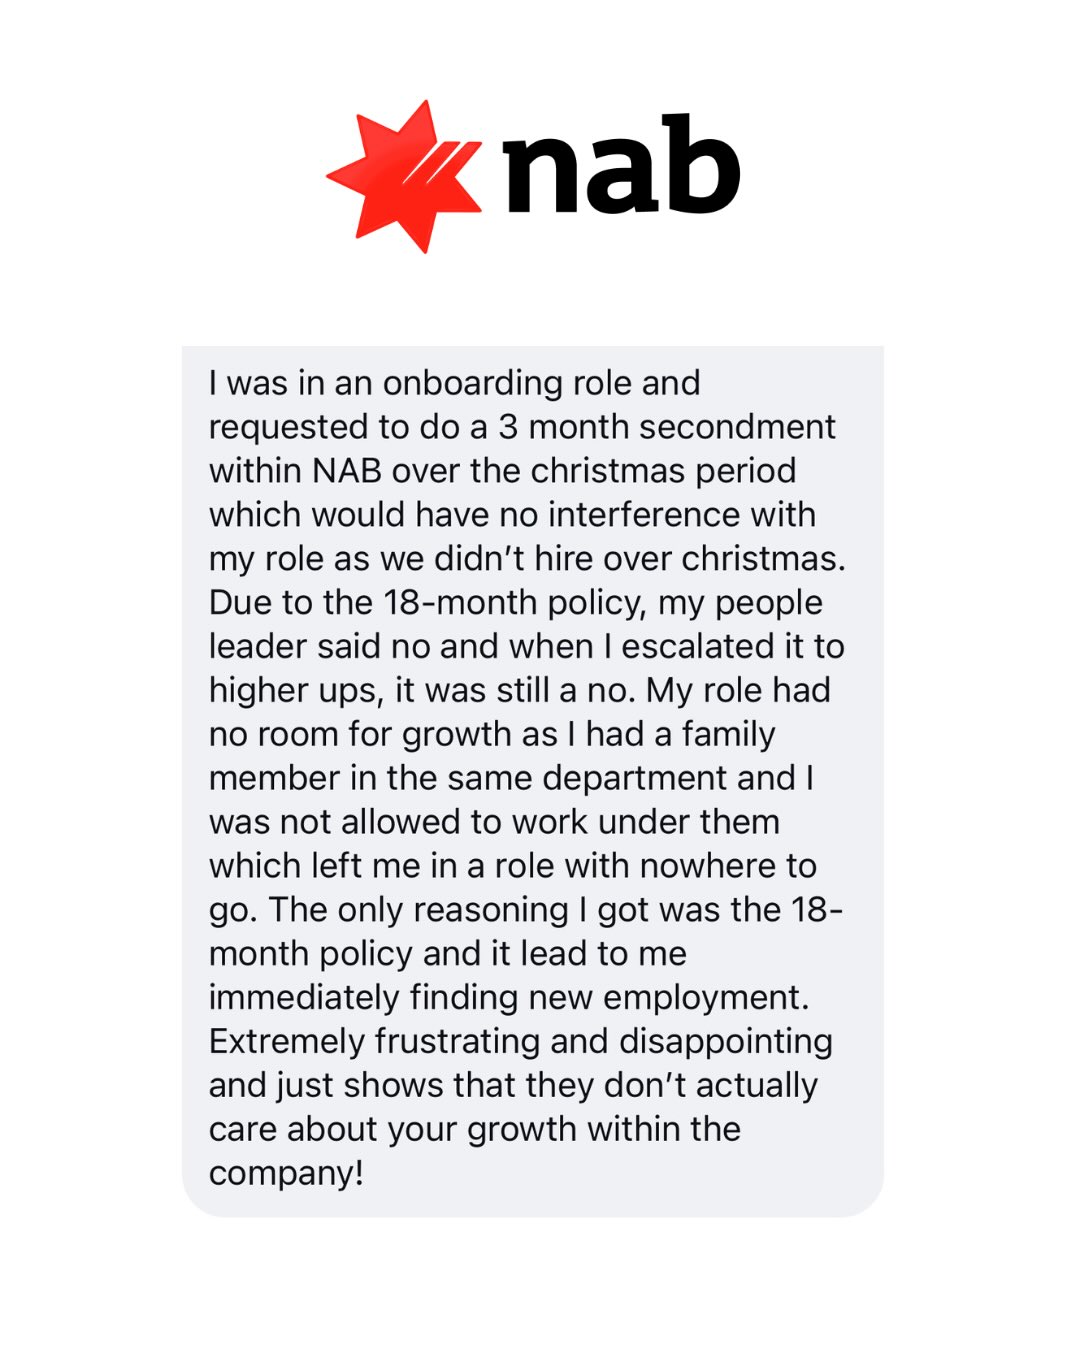 nab
I was in an onboarding role and
requested to do a 3 month secondment
within NAB over the christmas period
which would have no interference with
my role as we didn’t hire over christmas.
Due to the 18-month policy, my people
leader said no and when I escalated it to
higher ups, it was still a no. My role had
no room for growth as I had a family
member in the same department and I
was not allowed to work under them
which left me in a role with nowhere to
go. The only reasoning I got was the 18-
month policy and it lead to me
immediately finding new employment.
Extremely frustrating and disappointing
and just shows that they don’t actually
care about your growth within the
company!